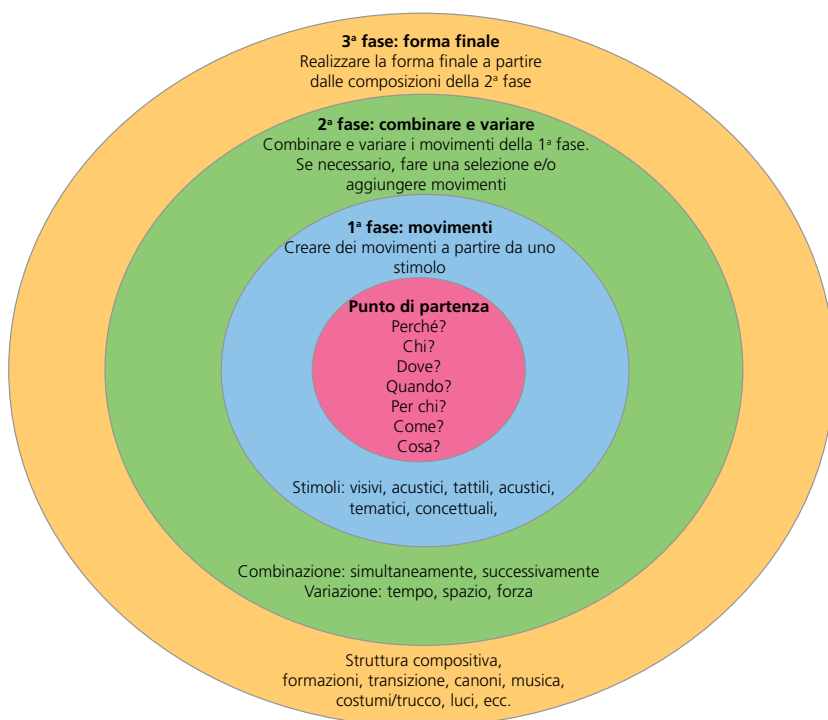 3ª fase: forma finale
Realizzare la forma finale a partire
dalle composizioni della 2ª fase
2ª fase: combinare e variare
Combinare e variare i movimenti della 1ª fase.
Se necessario, fare una selezione e/o
aggiungere movimenti
1ª fase: movimenti
Creare dei movimenti a partire da uno
stimolo
Punto di partenza
Perché?
Chi?
Dove?
Quando?
Per chi?
Come?
Cosa?
Stimoli: visivi, acustici, tattili, acustici,
tematici, concettuali,
Combinazione: simultaneamente, successivamente
Variazione: tempo, spazio, forza
Struttura compositiva,
formazioni, transizione, canoni, musica,
costumi/trucco, luci, ecc.